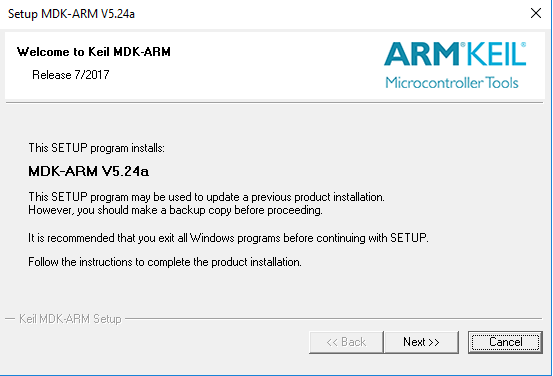 Setup MDK-ARM V5.24a
Welcome to Keil MDK-ARM
Release 7/2017
ARM®KEIL®
Microcontroller Tools
This SETUP program installs:
MDK-ARM V5.24a
This SETUP program may be used to update a previous product installation.
However, you should make a backup copy before proceeding.
It is recommended that you exit all Windows programs before continuing with SETUP.
Follow the instructions to complete the product installation.
Keil MDK-ARM Setup
<< Back
Next >>
Cancel